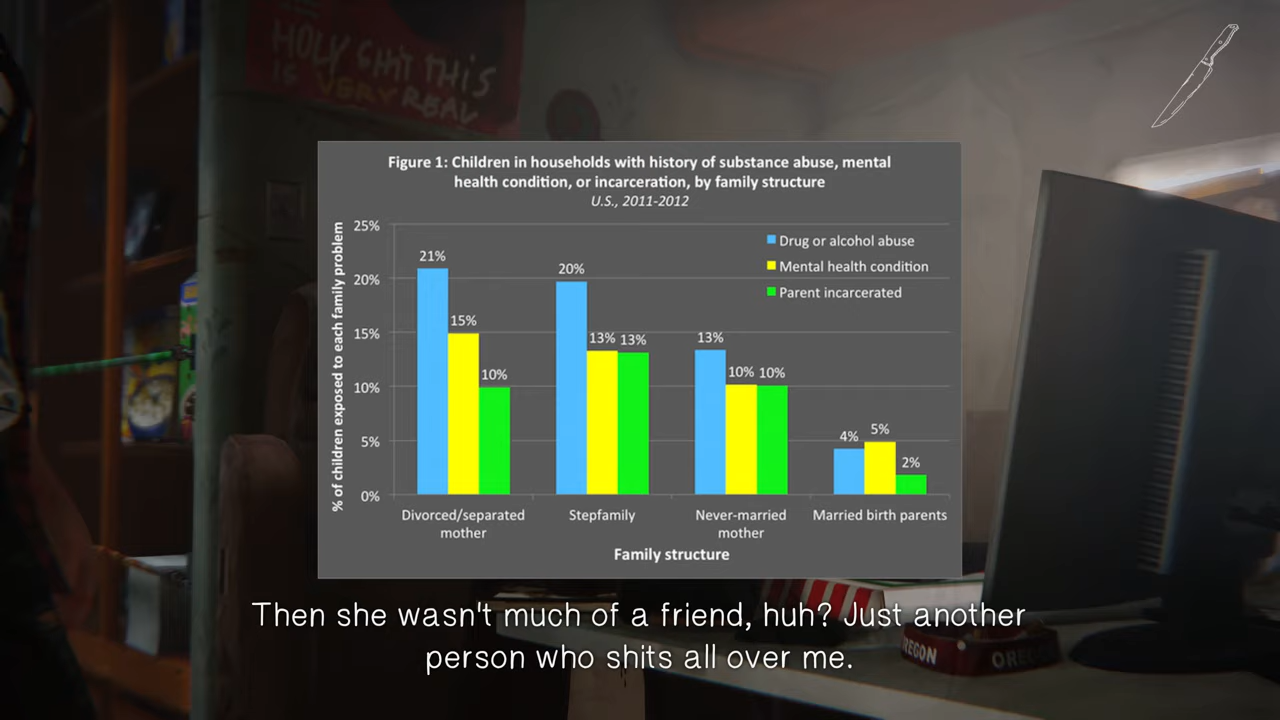 HOLY SHIT THIS
IS VERY REAL
Figure 1: Children in households with history of substance abuse, mental
health condition, or incarceration, by family structure
U.S., 2011-2012
% of children exposed to each family problem
25%
20%
15%
10%
5%
0%
Drug or alcohol abuse
Mental health condition
Parent incarcerated
21%
15%
10%
20%
13%
13%
13%
10%
10%
4%
5%
2%
Divorced/separated
mother
Stepfamily
Never-married
mother
Married birth parents
Family structure
Then she wasn't much of a friend, huh? Just another
person who shits all over me.
OREGON